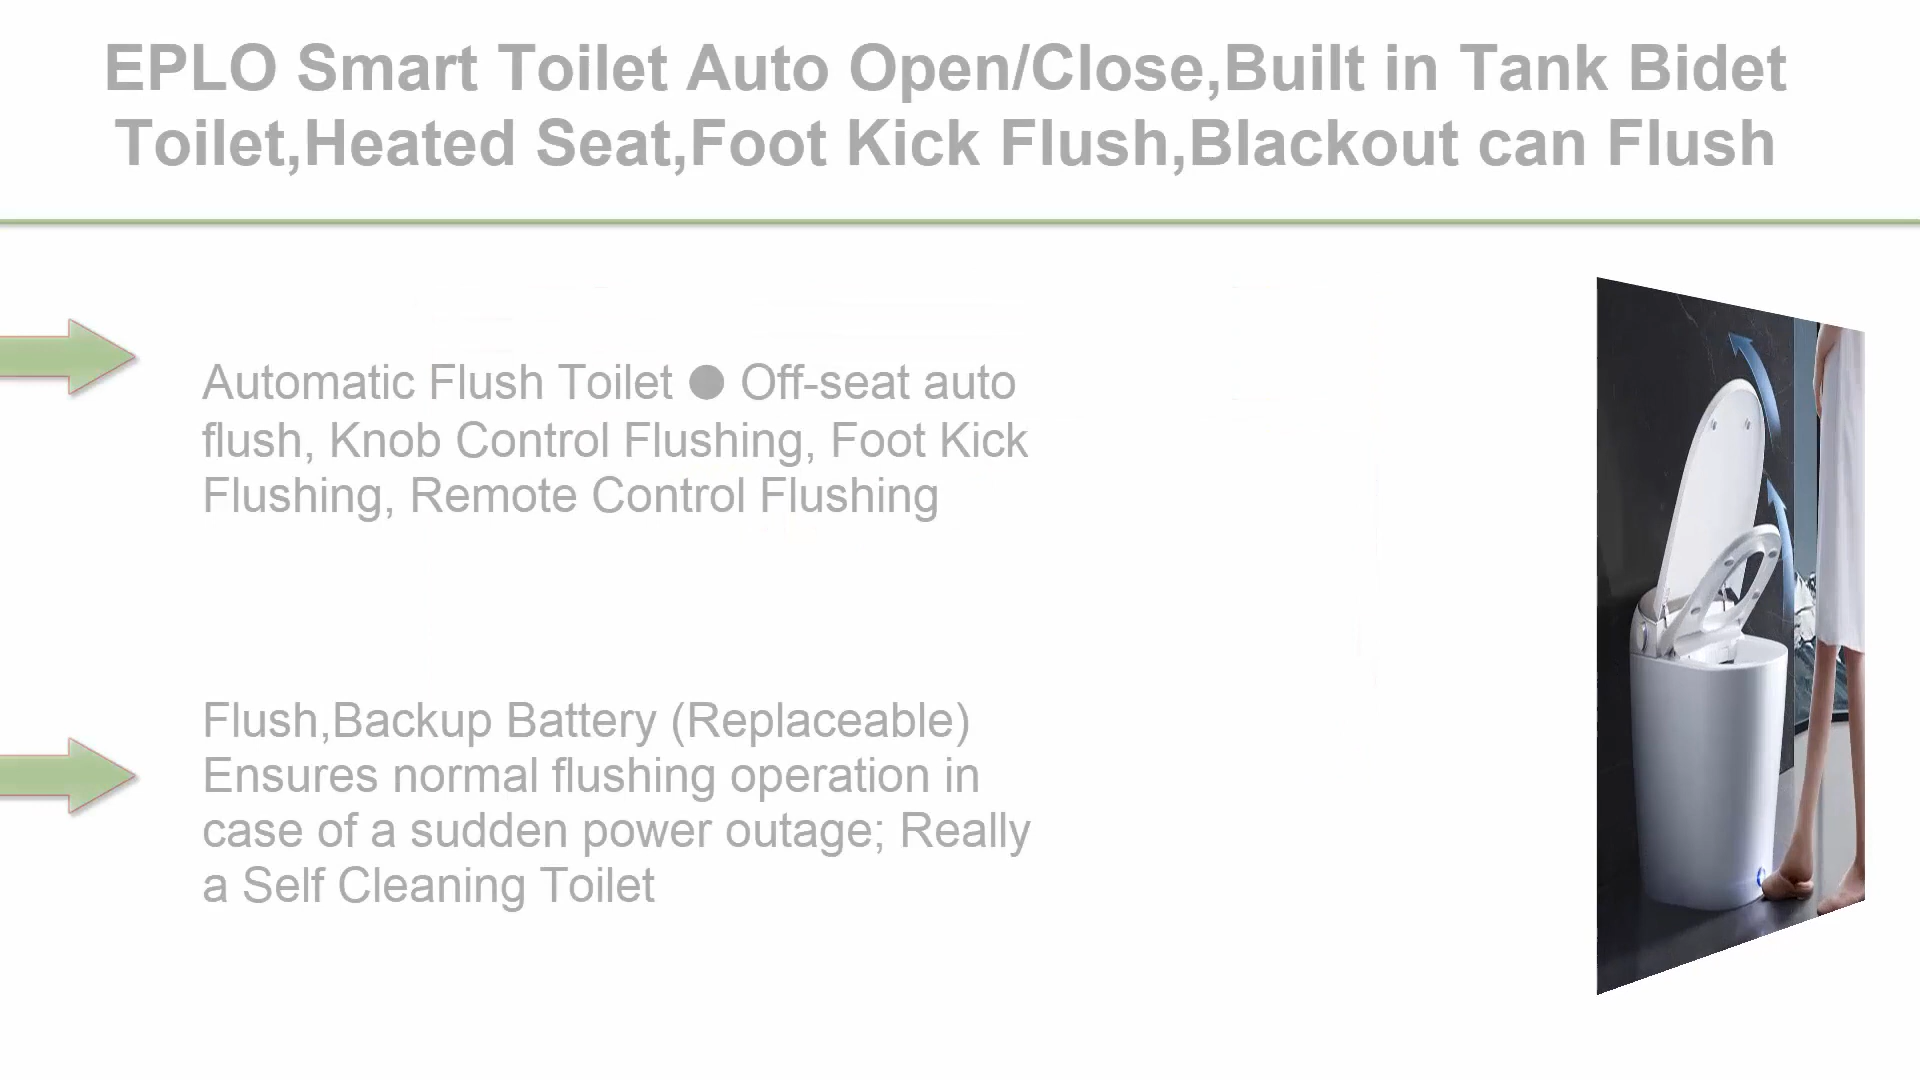 EPLO Smart Toilet Auto Open/Close,Built in Tank Bidet
Toilet,Heated Seat,Foot Kick Flush,Blackout can Flush
Automatic Flush Toilet ● Off-seat auto
flush, Knob Control Flushing, Foot Kick
Flushing, Remote Control Flushing
Flush,Backup Battery (Replaceable)
Ensures normal flushing operation in
case of a sudden power outage; Really
a Self Cleaning Toilet